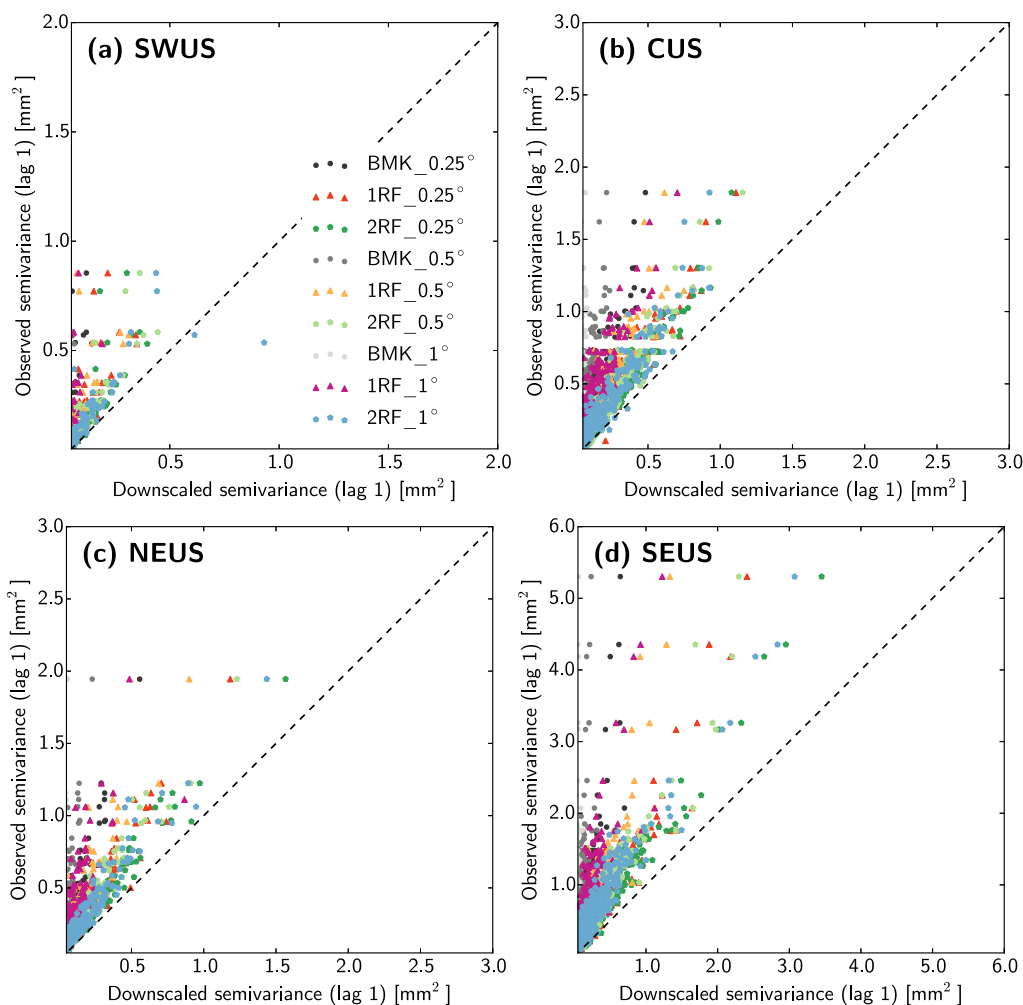 (a) SWUS
2.0
1.5
1.0
0.5
Observed semivariance (lag 1) [mm²]
BMK_0.25°
1RF_0.25°
2RF_0.25°
BMK_0.5°
1RF_0.5°
2RF_0.5°
BMK_1°
1RF_1°
2RF_1°
0.5 1.0 1.5 2.0
Downscaled semivariance (lag 1) [mm²]
(b) CUS
3.0
2.5
2.0
1.5
1.0
0.5
Observed semivariance (lag 1) [mm²]
0.5 1.0 1.5 2.0 2.5 3.0
Downscaled semivariance (lag 1) [mm²]
(c) NEUS
3.0
2.5
2.0
1.5
1.0
0.5
Observed semivariance (lag 1) [mm²]
0.5 1.0 1.5 2.0 2.5 3.0
Downscaled semivariance (lag 1) [mm²]
(d) SEUS
6.0
5.0
4.0
3.0
2.0
1.0
Observed semivariance (lag 1) [mm²]
1.0 2.0 3.0 4.0 5.0 6.0
Downscaled semivariance (lag 1) [mm²]